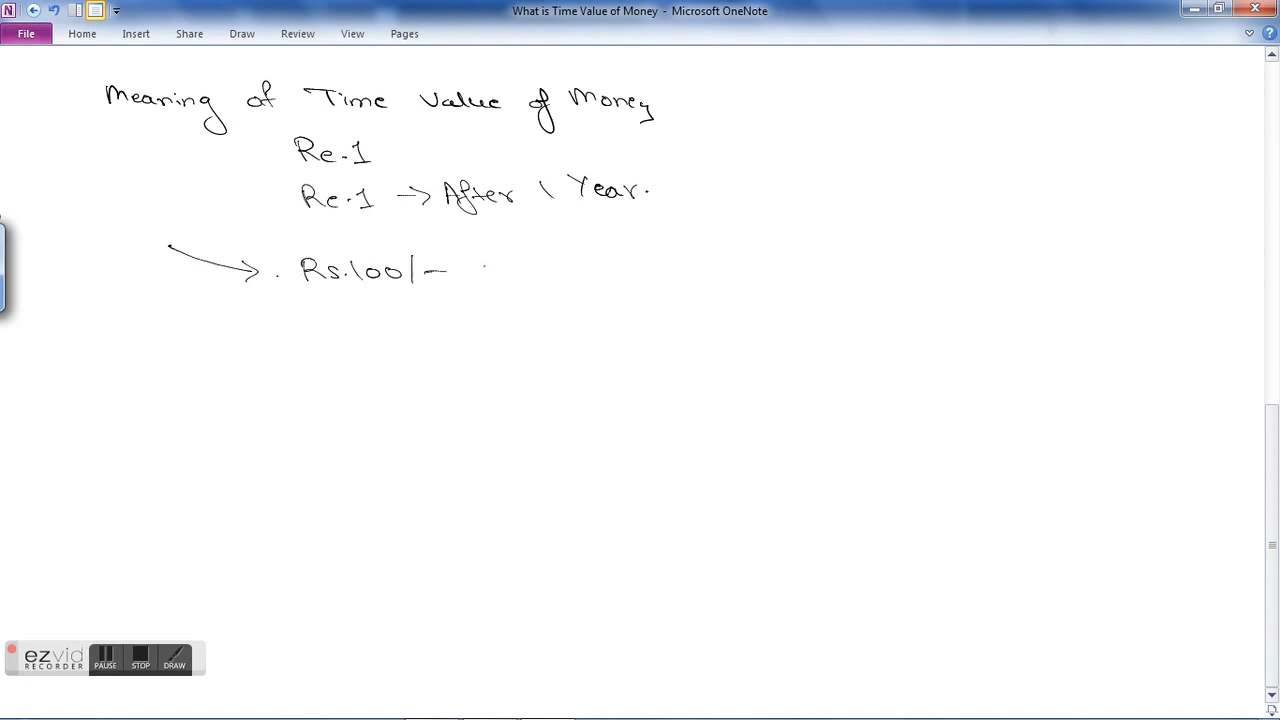 What is Time Value of Money - Microsoft OneNote
File Home Insert Share Draw Review View Pages
Meaning of Time Value of Money
Re.1
Re.1 → After 1 Year.
→ . Rs.100/-
ezvid
RECORDER
PAUSE STOP DRAW